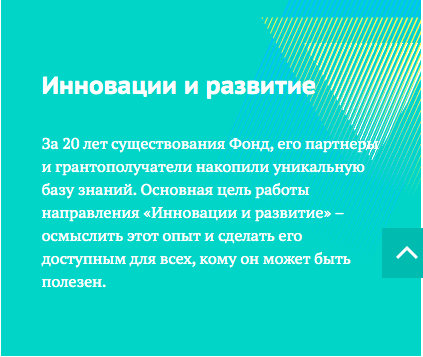 Инновации и развитие
За 20 лет существования Фонд, его партнеры
и грантополучатели накопили уникальную
базу знаний. Основная цель работы
направления «Инновации и развитие» –
осмыслить этот опыт и сделать его
доступным для всех, кому он может быть
полезен.